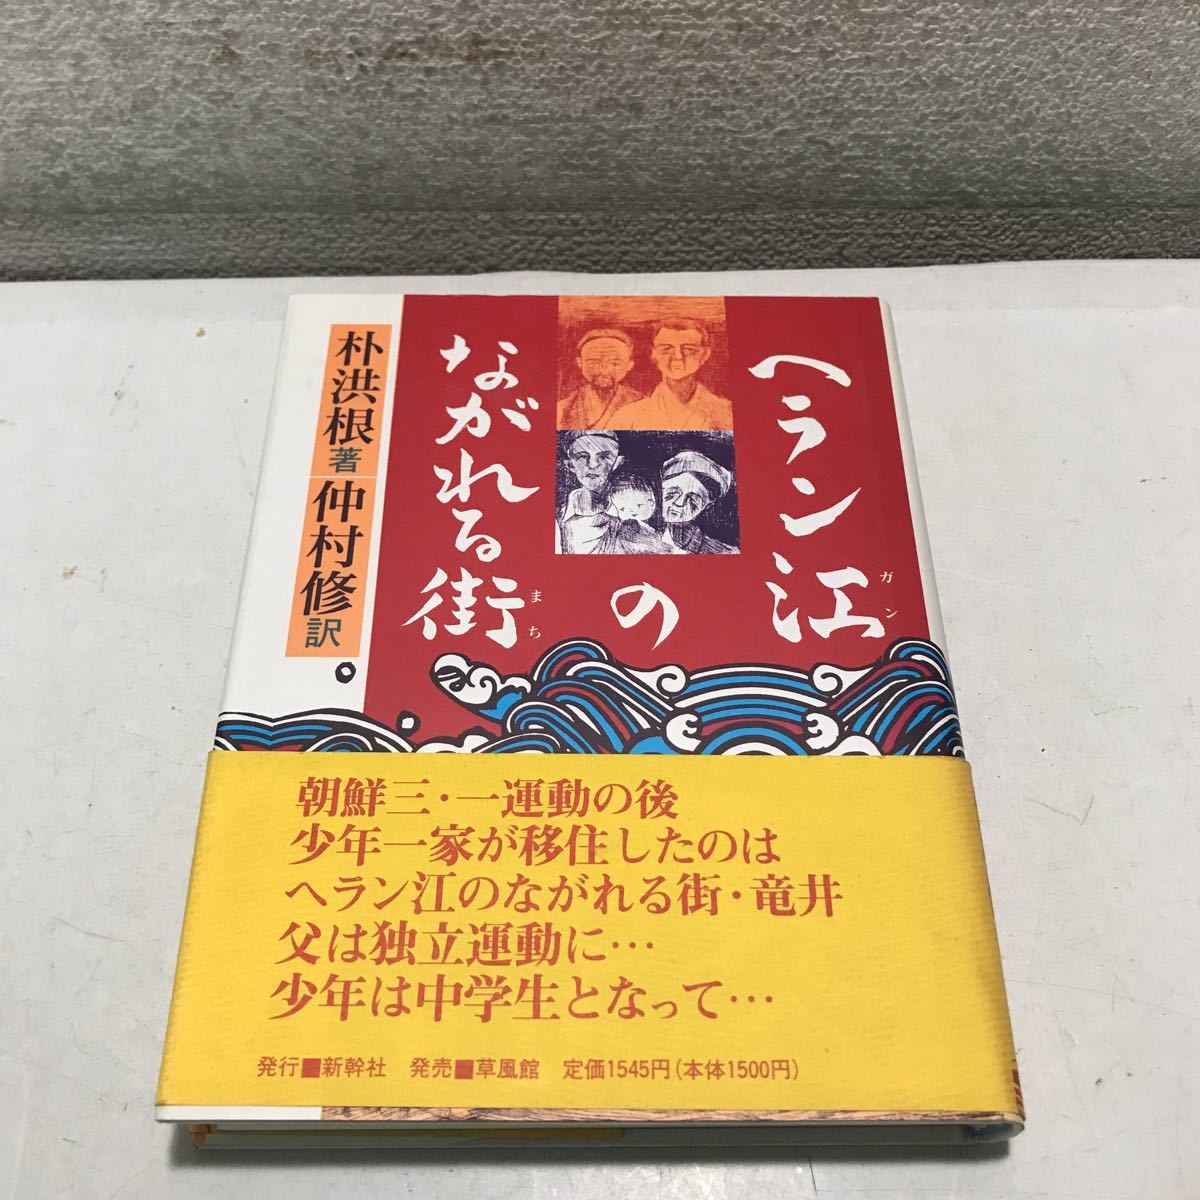 ヘラン江の
ガン
ながれる街
まち
朴洪根著
仲村修訳
朝鮮三・一運動の後
少年一家が移住したのは
ヘラン江のながれる街・竜井
父は独立運動に…
少年は中学生となって…
発行■新幹社 発売■草風館 定価1545円(本体1500円)